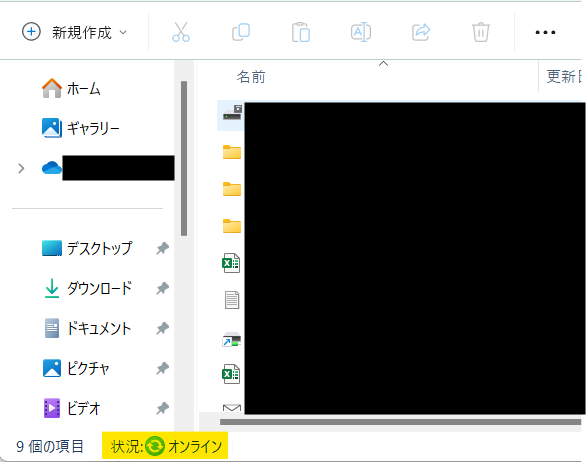 新規作成
名前
更新日
ホーム
ギャラリー
デスクトップ
ダウンロード
ドキュメント
ピクチャ
ビデオ
9 個の項目
状況: オンライン